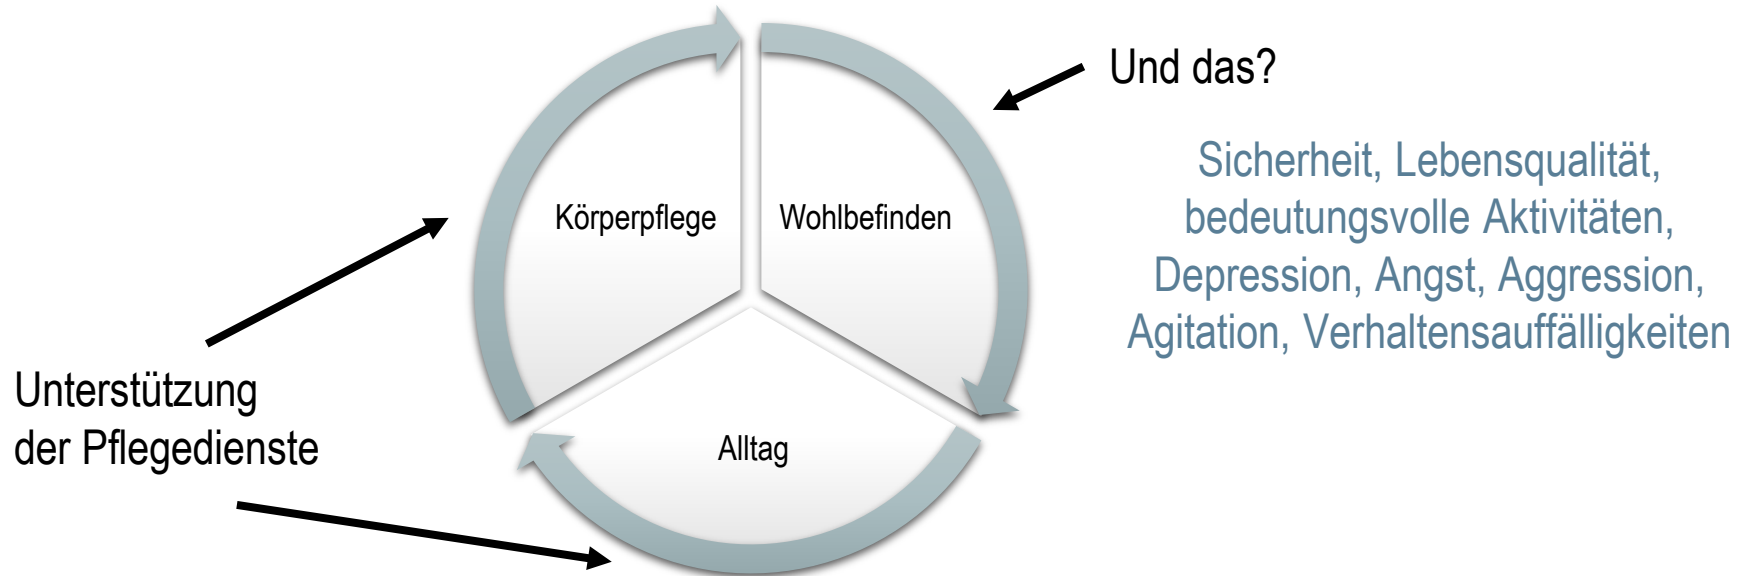 Und das?
Sicherheit, Lebensqualität,
bedeutungsvolle Aktivitäten,
Depression, Angst, Aggression,
Agitation, Verhaltensauffälligkeiten
Körperpflege
Wohlbefinden
Alltag
Unterstützung
der Pflegedienste